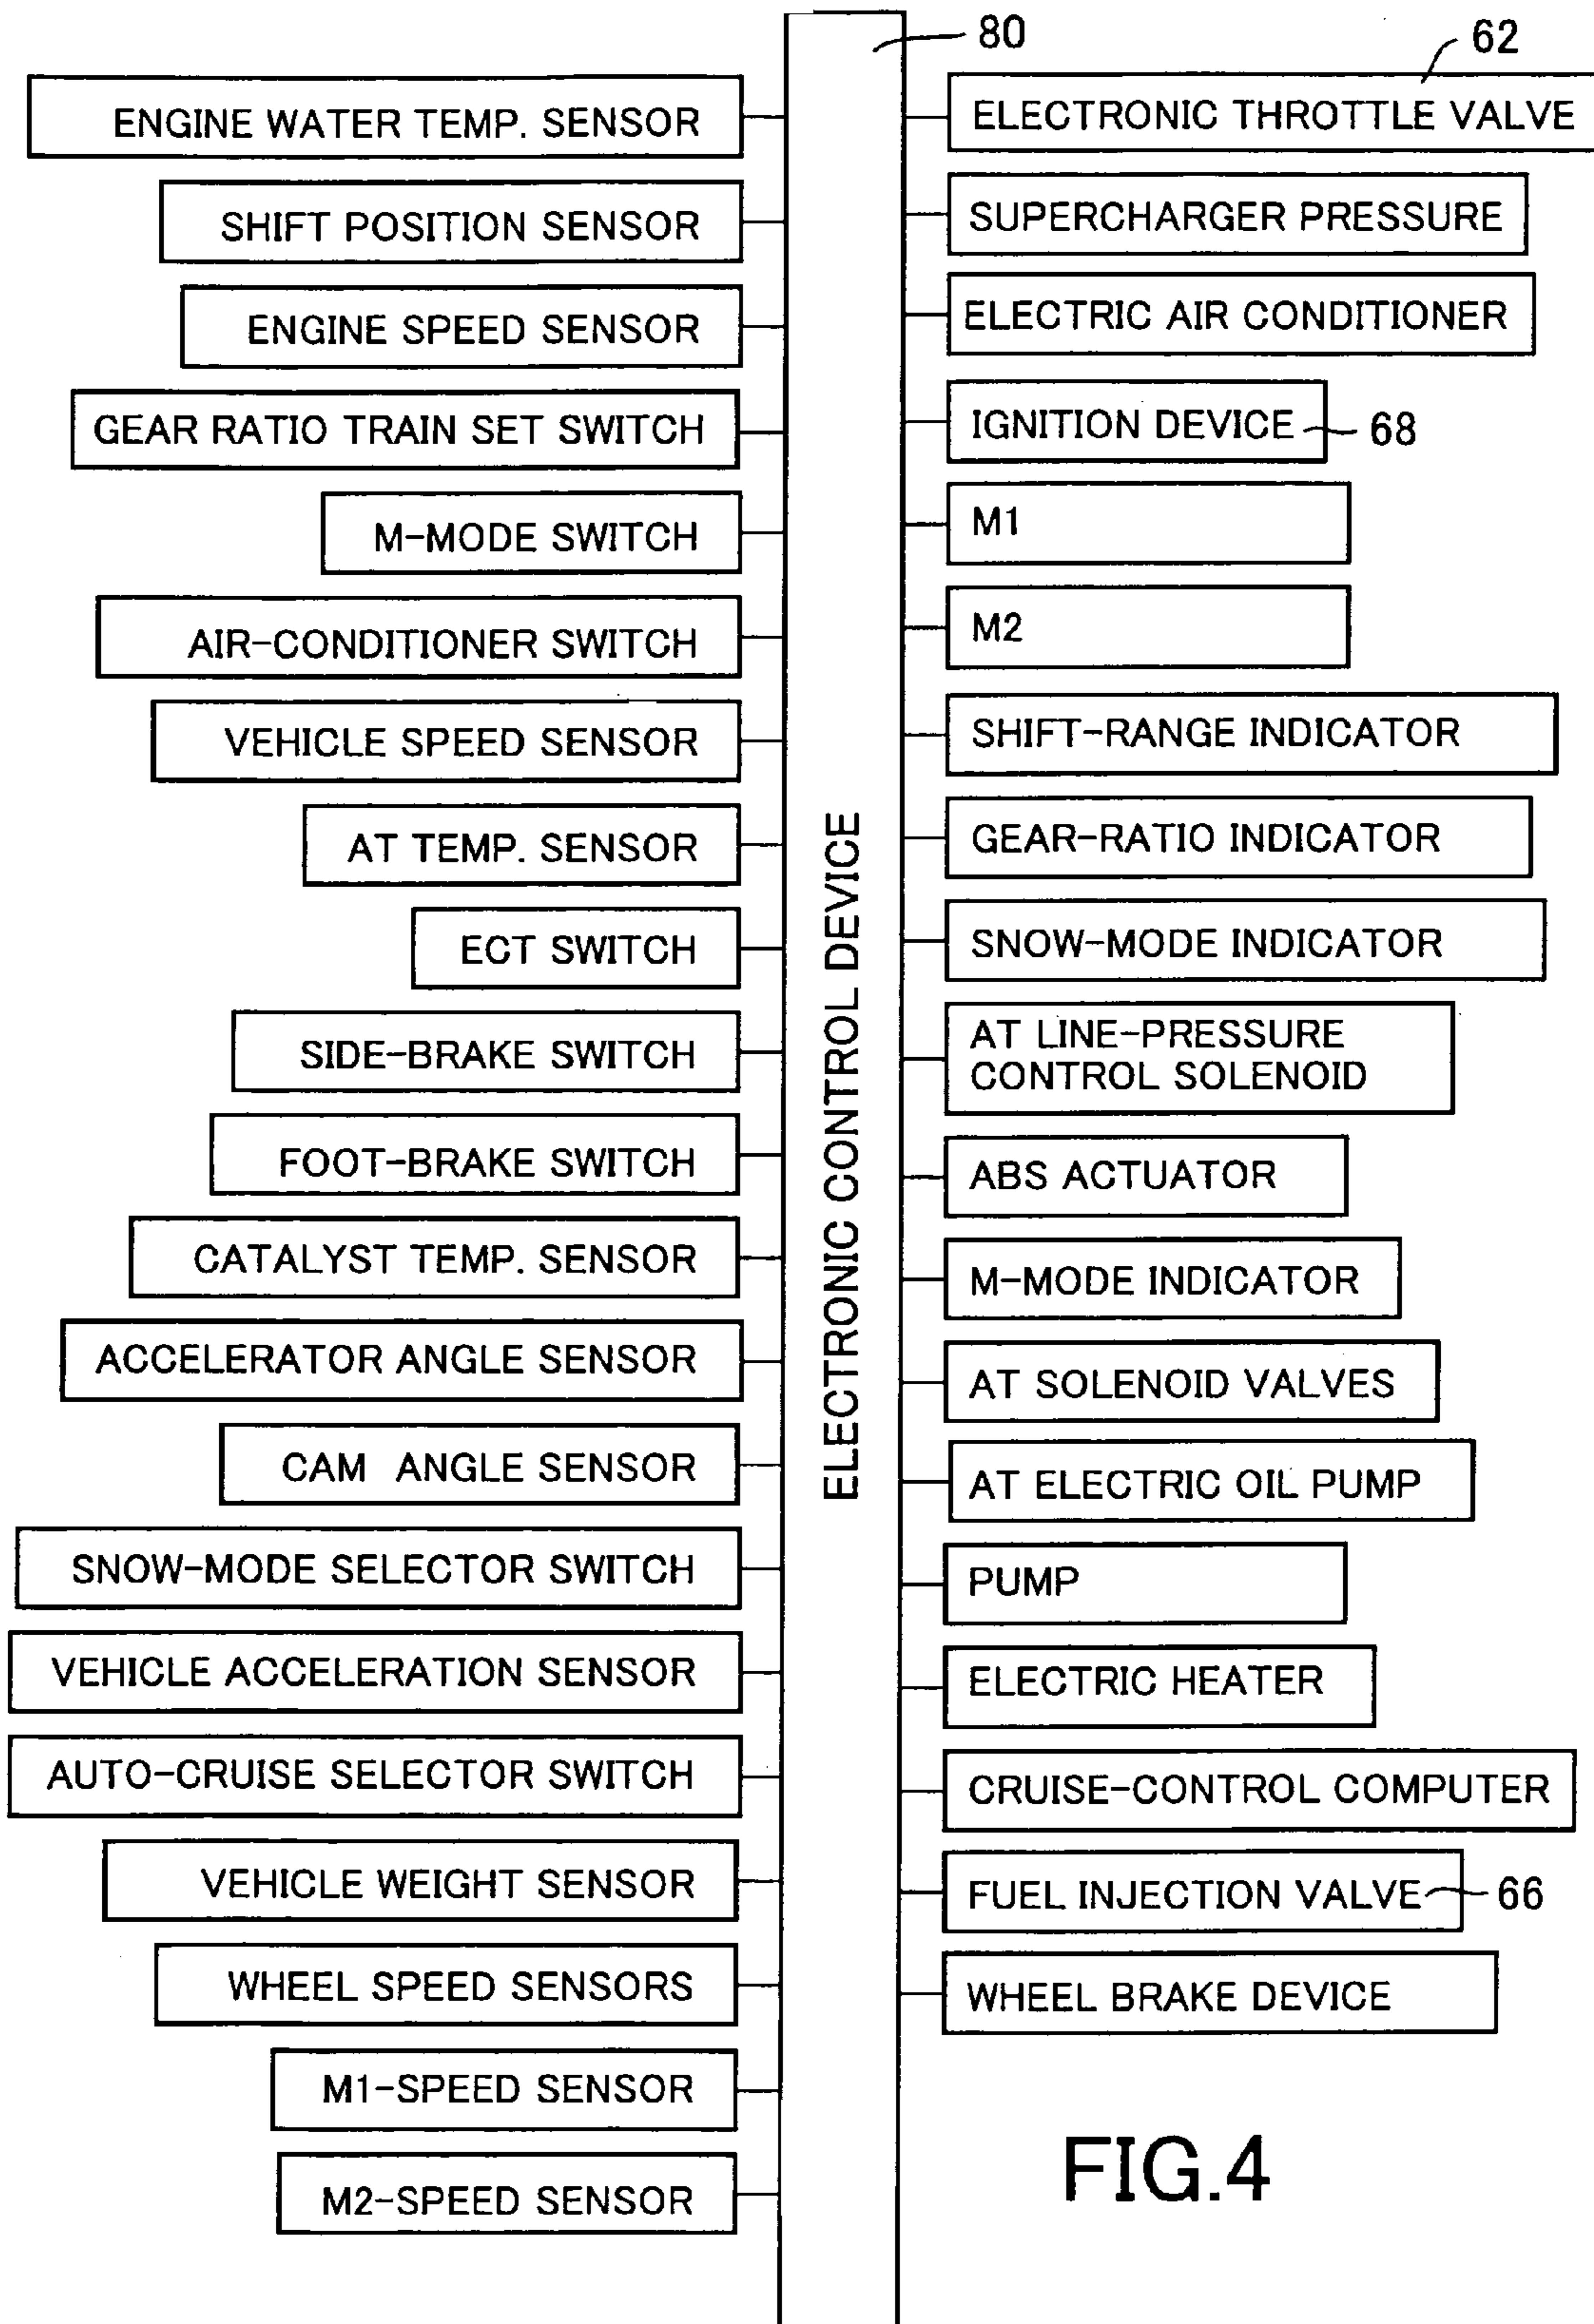 80
62
ENGINE WATER TEMP. SENSOR
SHIFT POSITION SENSOR
ENGINE SPEED SENSOR
GEAR RATIO TRAIN SET SWITCH
M-MODE SWITCH
AIR-CONDITIONER SWITCH
VEHICLE SPEED SENSOR
AT TEMP. SENSOR
ECT SWITCH
SIDE-BRAKE SWITCH
FOOT-BRAKE SWITCH
CATALYST TEMP. SENSOR
ACCELERATOR ANGLE SENSOR
CAM ANGLE SENSOR
SNOW-MODE SELECTOR SWITCH
VEHICLE ACCELERATION SENSOR
AUTO-CRUISE SELECTOR SWITCH
VEHICLE WEIGHT SENSOR
WHEEL SPEED SENSORS
M1-SPEED SENSOR
M2-SPEED SENSOR
ELECTRONIC CONTROL DEVICE
ELECTRONIC THROTTLE VALVE
SUPERCHARGER PRESSURE
ELECTRIC AIR CONDITIONER
IGNITION DEVICE 68
M1
M2
SHIFT-RANGE INDICATOR
GEAR-RATIO INDICATOR
SNOW-MODE INDICATOR
AT LINE-PRESSURE
CONTROL SOLENOID
ABS ACTUATOR
M-MODE INDICATOR
AT SOLENOID VALVES
AT ELECTRIC OIL PUMP
PUMP
ELECTRIC HEATER
CRUISE-CONTROL COMPUTER
FUEL INJECTION VALVE 66
WHEEL BRAKE DEVICE
FIG.4